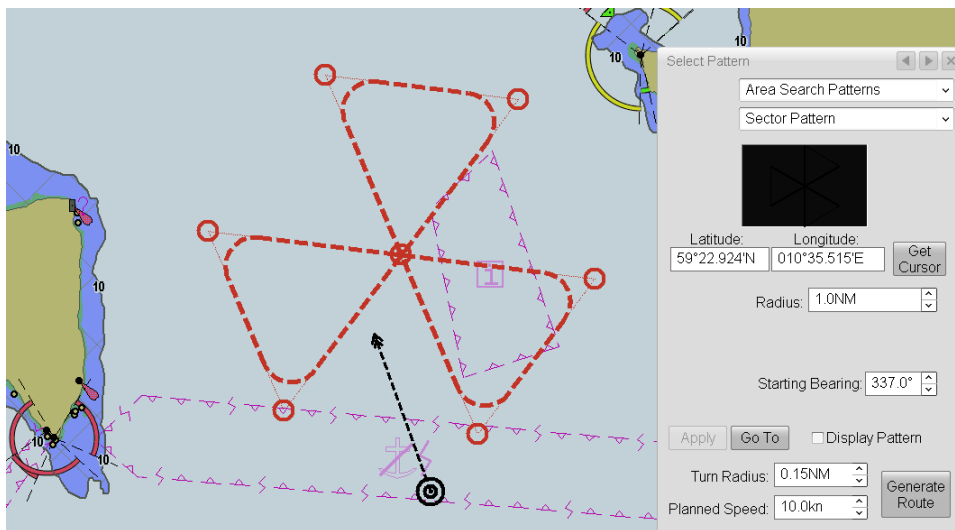 10
10
10
10
10
10
10
1
Select Pattern
Area Search Patterns
Sector Pattern
Latitude: Longitude:
59°22.924'N 010°35.515'E Get Cursor
Radius: 1.0NM
Starting Bearing: 337.0°
Apply Go To Display Pattern
Turn Radius: 0.15NM
Planned Speed: 10.0kn
Generate Route